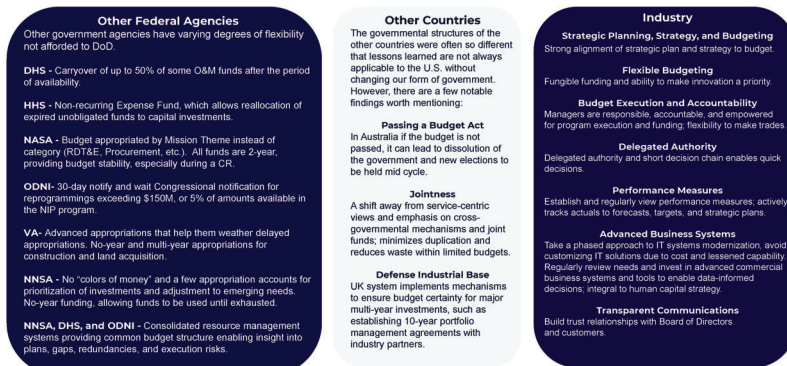 Other Federal Agencies
Other government agencies have varying degrees of flexibility
not afforded to DoD.
DHS - Carryover of up to 50% of some O&M funds after the period
of availability.
HHS - Non-recurring Expense Fund, which allows reallocation of
expired unobligated funds to capital investments.
NASA - Budget appropriated by Mission Theme instead of
category (RDT&E, Procurement, etc.). All funds are 2-year,
providing budget stability, especially during a CR.
ODNI- 30-day notify and wait Congressional notification for
reprogrammings exceeding $150M, or 5% of amounts available in
the NIP program.
VA- Advanced appropriations that help them weather delayed
appropriations. No-year and multi-year appropriations for
construction and land acquisition.
NNSA - No “colors of money” and a few appropriation accounts for
prioritization of investments and adjustment to emerging needs.
No-year funding, allowing funds to be used until exhausted.
NNSA, DHS, and ODNI - Consolidated resource management
systems providing common budget structure enabling insight into
plans, gaps, redundancies, and execution risks.
Other Countries
The governmental structures of the
other countries were often so different
that lessons learned are not always
applicable to the U.S. without
changing our form of government.
However, there are a few notable
findings worth mentioning:
Passing a Budget Act
In Australia if the budget is not
passed, it can lead to dissolution of
the government and new elections to
be held mid cycle.
Jointness
A shift away from service-centric
views and emphasis on cross-
governmental mechanisms and joint
funds; minimizes duplication and
reduces waste within limited budgets.
Defense Industrial Base
UK system implements mechanisms
to ensure budget certainty for major
multi-year investments, such as
establishing 10-year portfolio
management agreements with
industry partners.
Industry
Strategic Planning, Strategy, and Budgeting
Strong alignment of strategic plan and strategy to budget.
Flexible Budgeting
Fungible funding and ability to make innovation a priority.
Budget Execution and Accountability
Managers are responsible, accountable, and empowered
for program execution and funding; flexibility to make trades.
Delegated Authority
Delegated authority and short decision chain enables quick
decisions.
Performance Measures
Establish and regularly view performance measures; actively
tracks actuals to forecasts, targets, and strategic plans.
Advanced Business Systems
Take a phased approach to IT systems modernization, avoid
customizing IT solutions due to cost and lessened capability.
Regularly review needs and invest in advanced commercial
business systems and tools to enable data-informed
decisions; integral to human capital strategy.
Transparent Communications
Build trust relationships with Board of Directors
and customers.